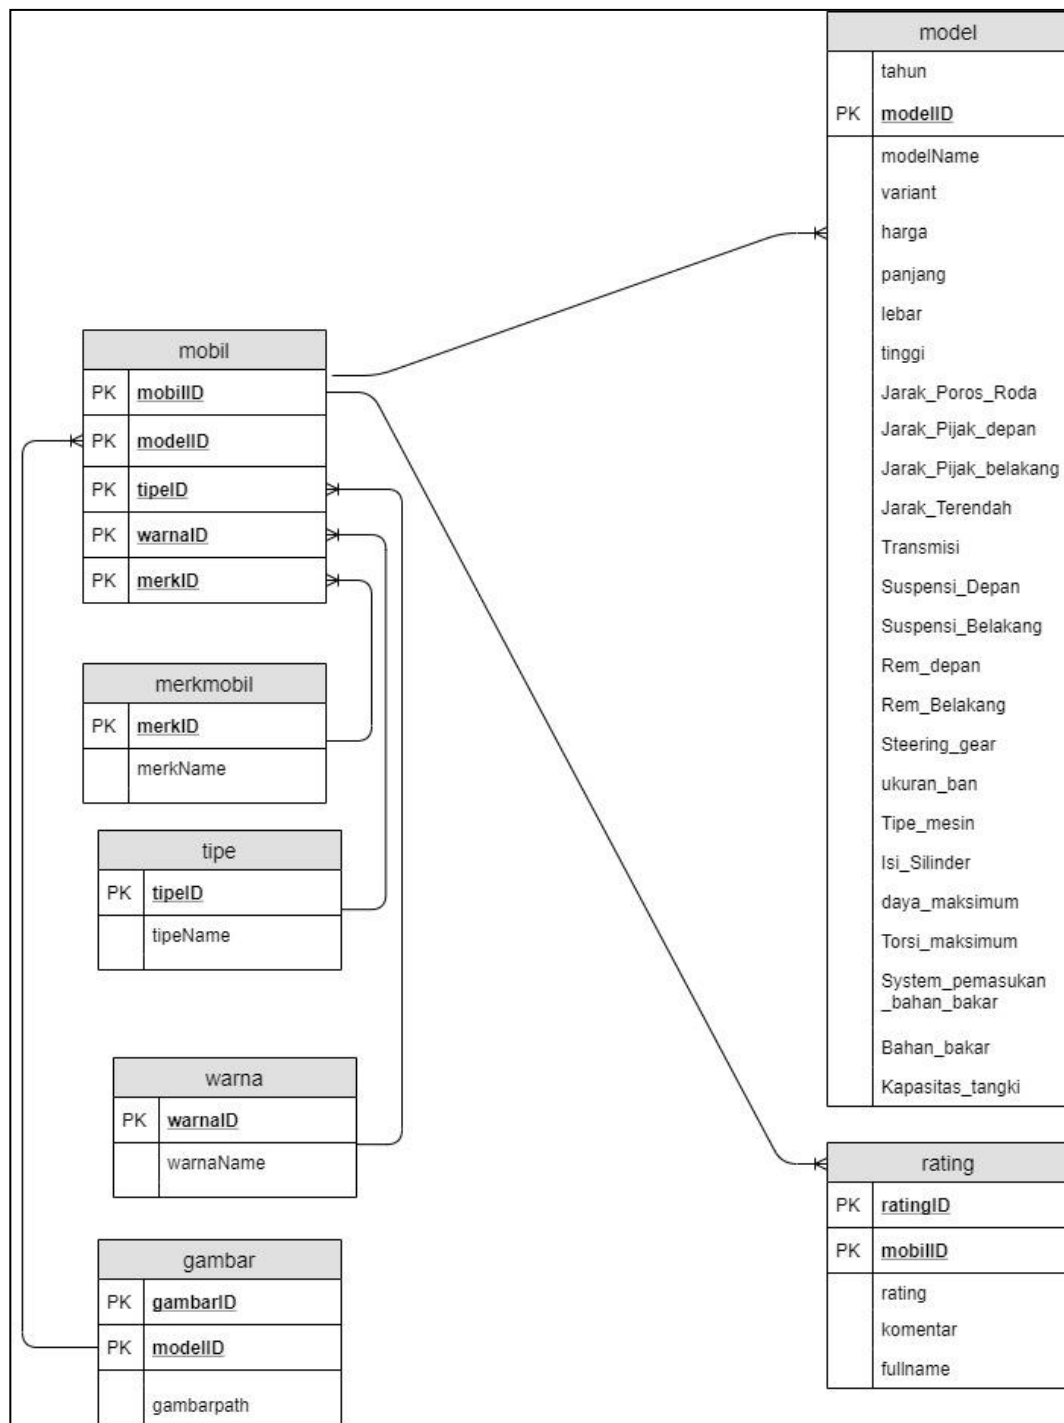 model
tahun
PK modelID
modelName
variant
harga
panjang
lebar
tinggi
Jarak_Poros_Roda
Jarak_Pijak_depan
Jarak_Pijak_belakang
Jarak_Terendah
Transmisi
Suspensi_Depan
Suspensi_Belakang
Rem_depan
Rem_Belakang
Steering_gear
ukuran_ban
Tipe_mesin
Isi_Silinder
daya_maksimum
Torsi_maksimum
System_pemasukan
_bahan_bakar
Bahan_bakar
Kapasitas_tangki
mobil
PK mobilID
PK modelID
PK tipeID
PK warnaID
PK merkID
merkmobil
PK merkID
merkName
tipe
PK tipeID
tipeName
warna
PK warnaID
warnaName
gambar
PK gambarID
PK modelID
gambarpath
rating
PK ratingID
PK mobilID
rating
komentar
fullname